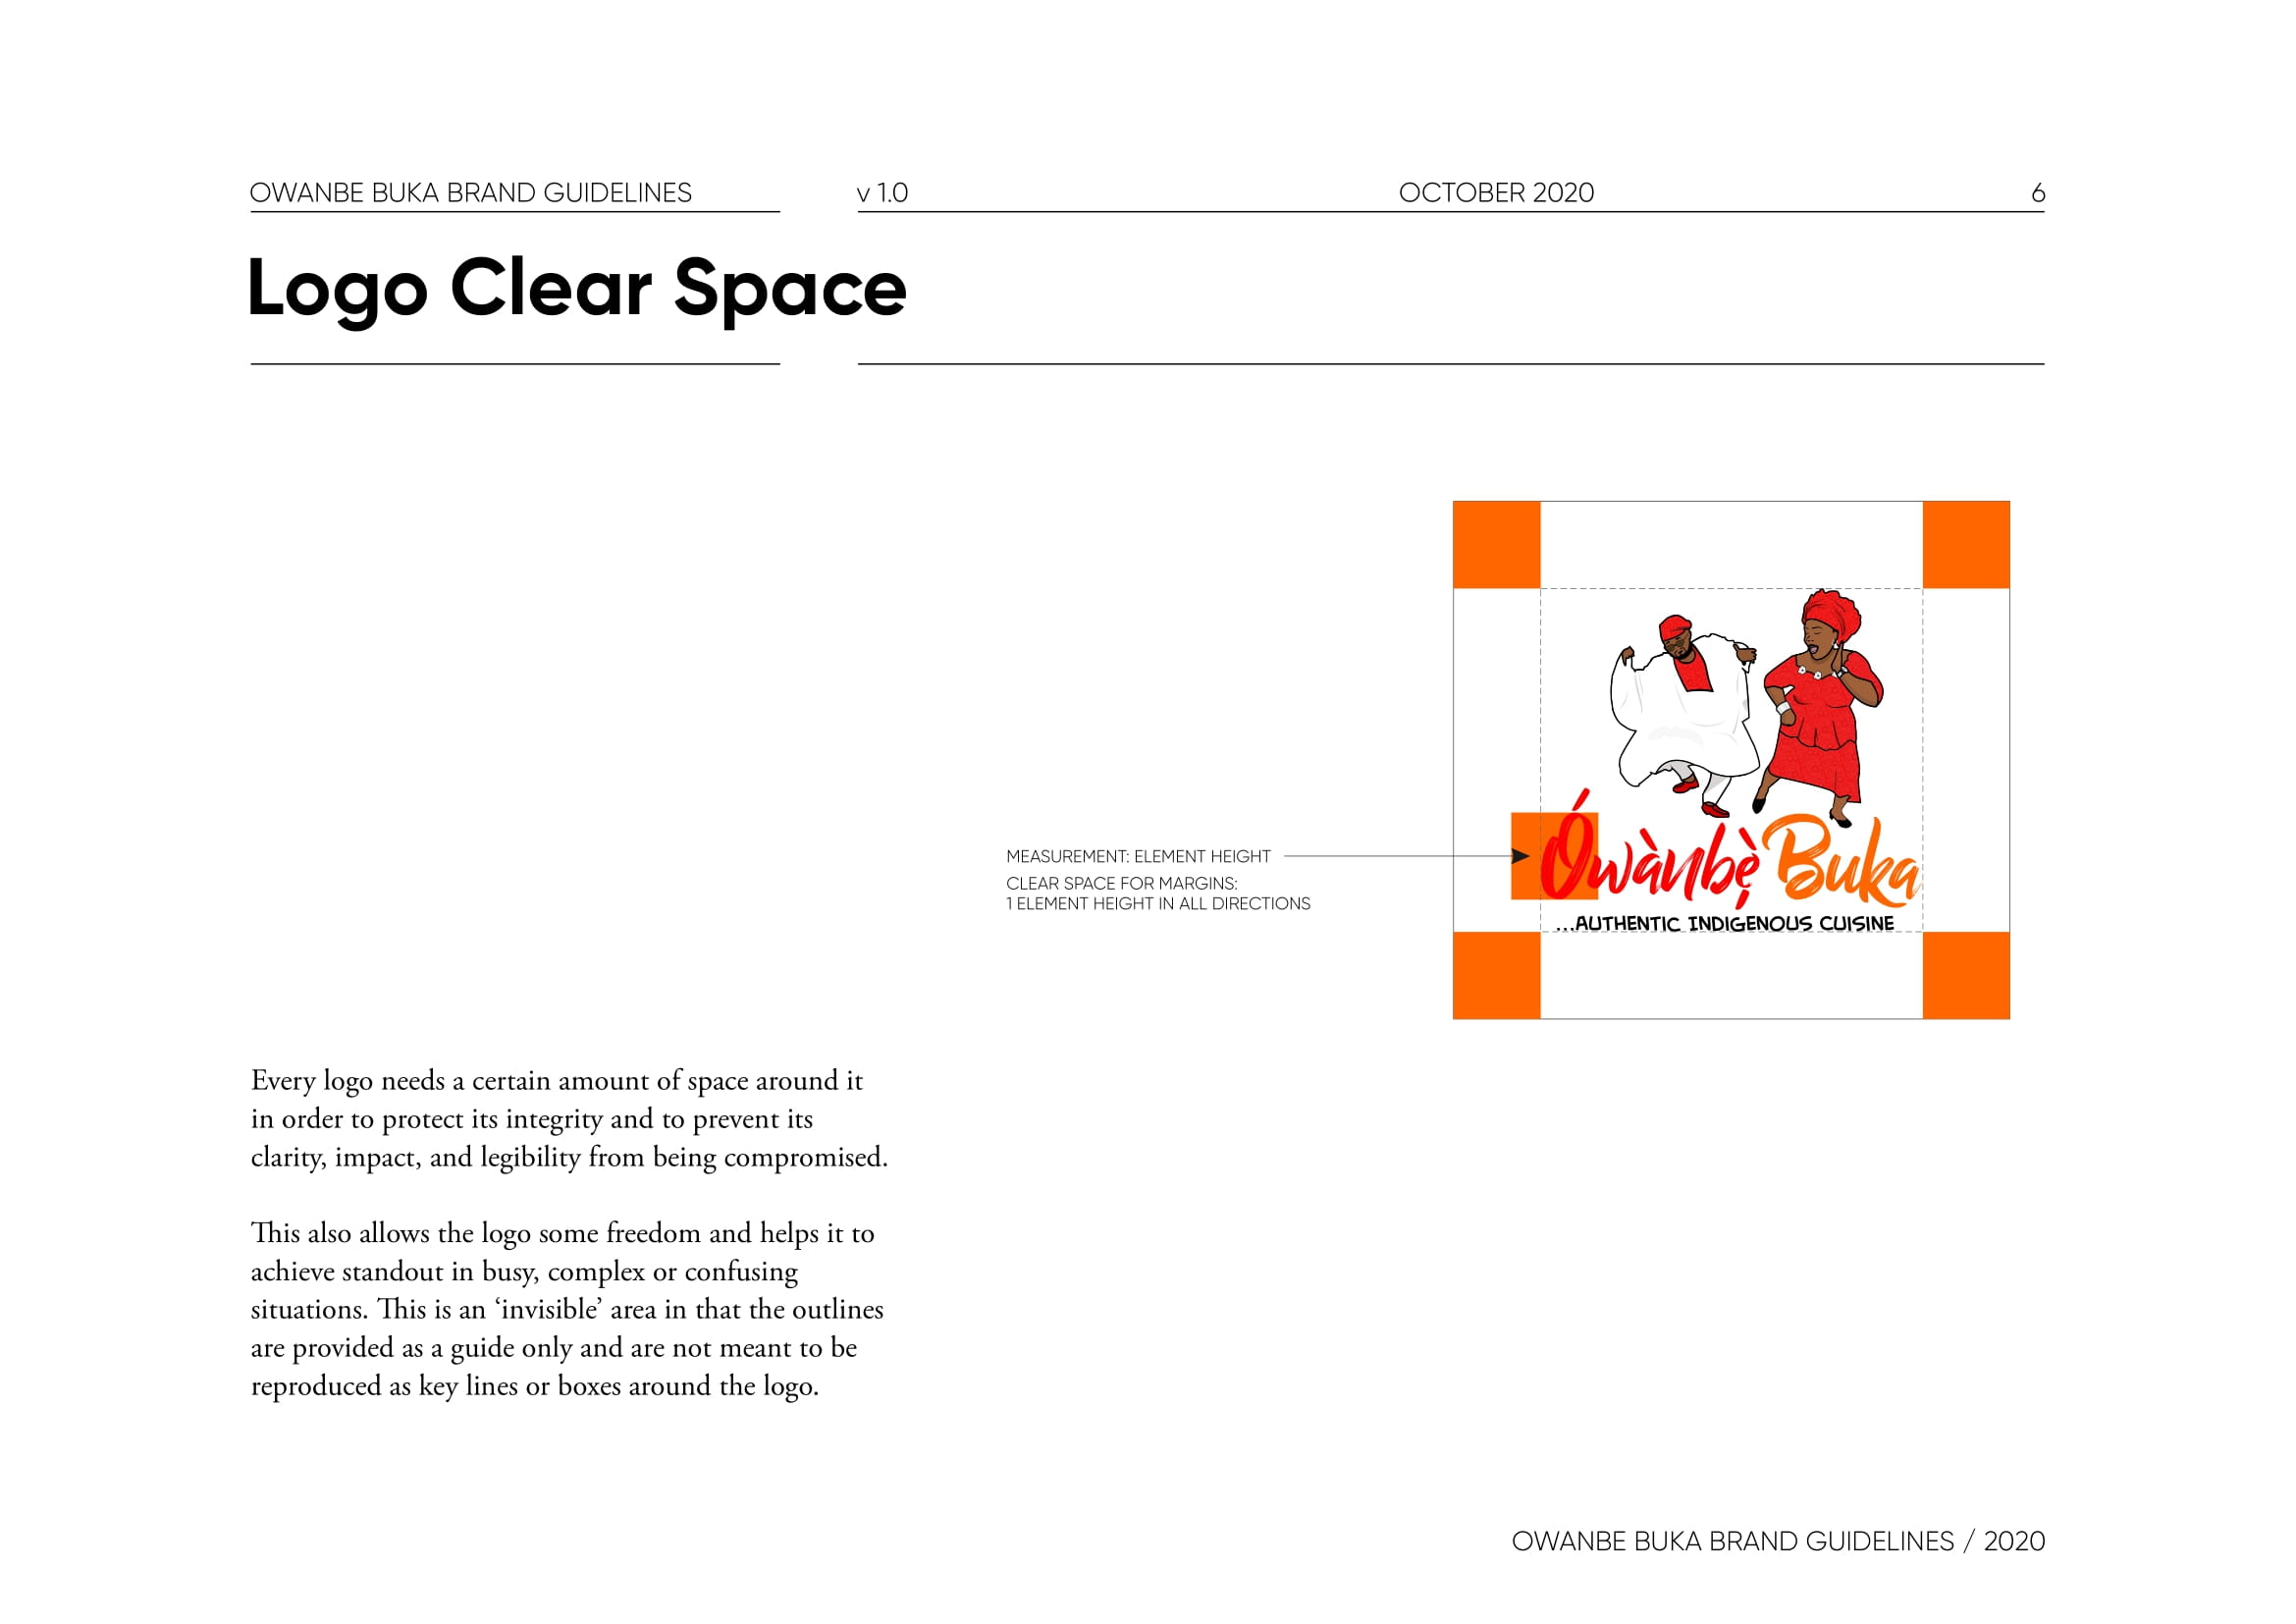 OWANBE BUKA BRAND GUIDELINES
v 1.0
OCTOBER 2020
6
Logo Clear Space
MEASUREMENT: ELEMENT HEIGHT
CLEAR SPACE FOR MARGINS:
1 ELEMENT HEIGHT IN ALL DIRECTIONS
Ówànbẹ̀ Buka
...AUTHENTIC INDIGENOUS CUISINE
Every logo needs a certain amount of space around it
in order to protect its integrity and to prevent its
clarity, impact, and legibility from being compromised.
This also allows the logo some freedom and helps it to
achieve standout in busy, complex or confusing
situations. This is an ‘invisible’ area in that the outlines
are provided as a guide only and are not meant to be
reproduced as key lines or boxes around the logo.
OWANBE BUKA BRAND GUIDELINES / 2020